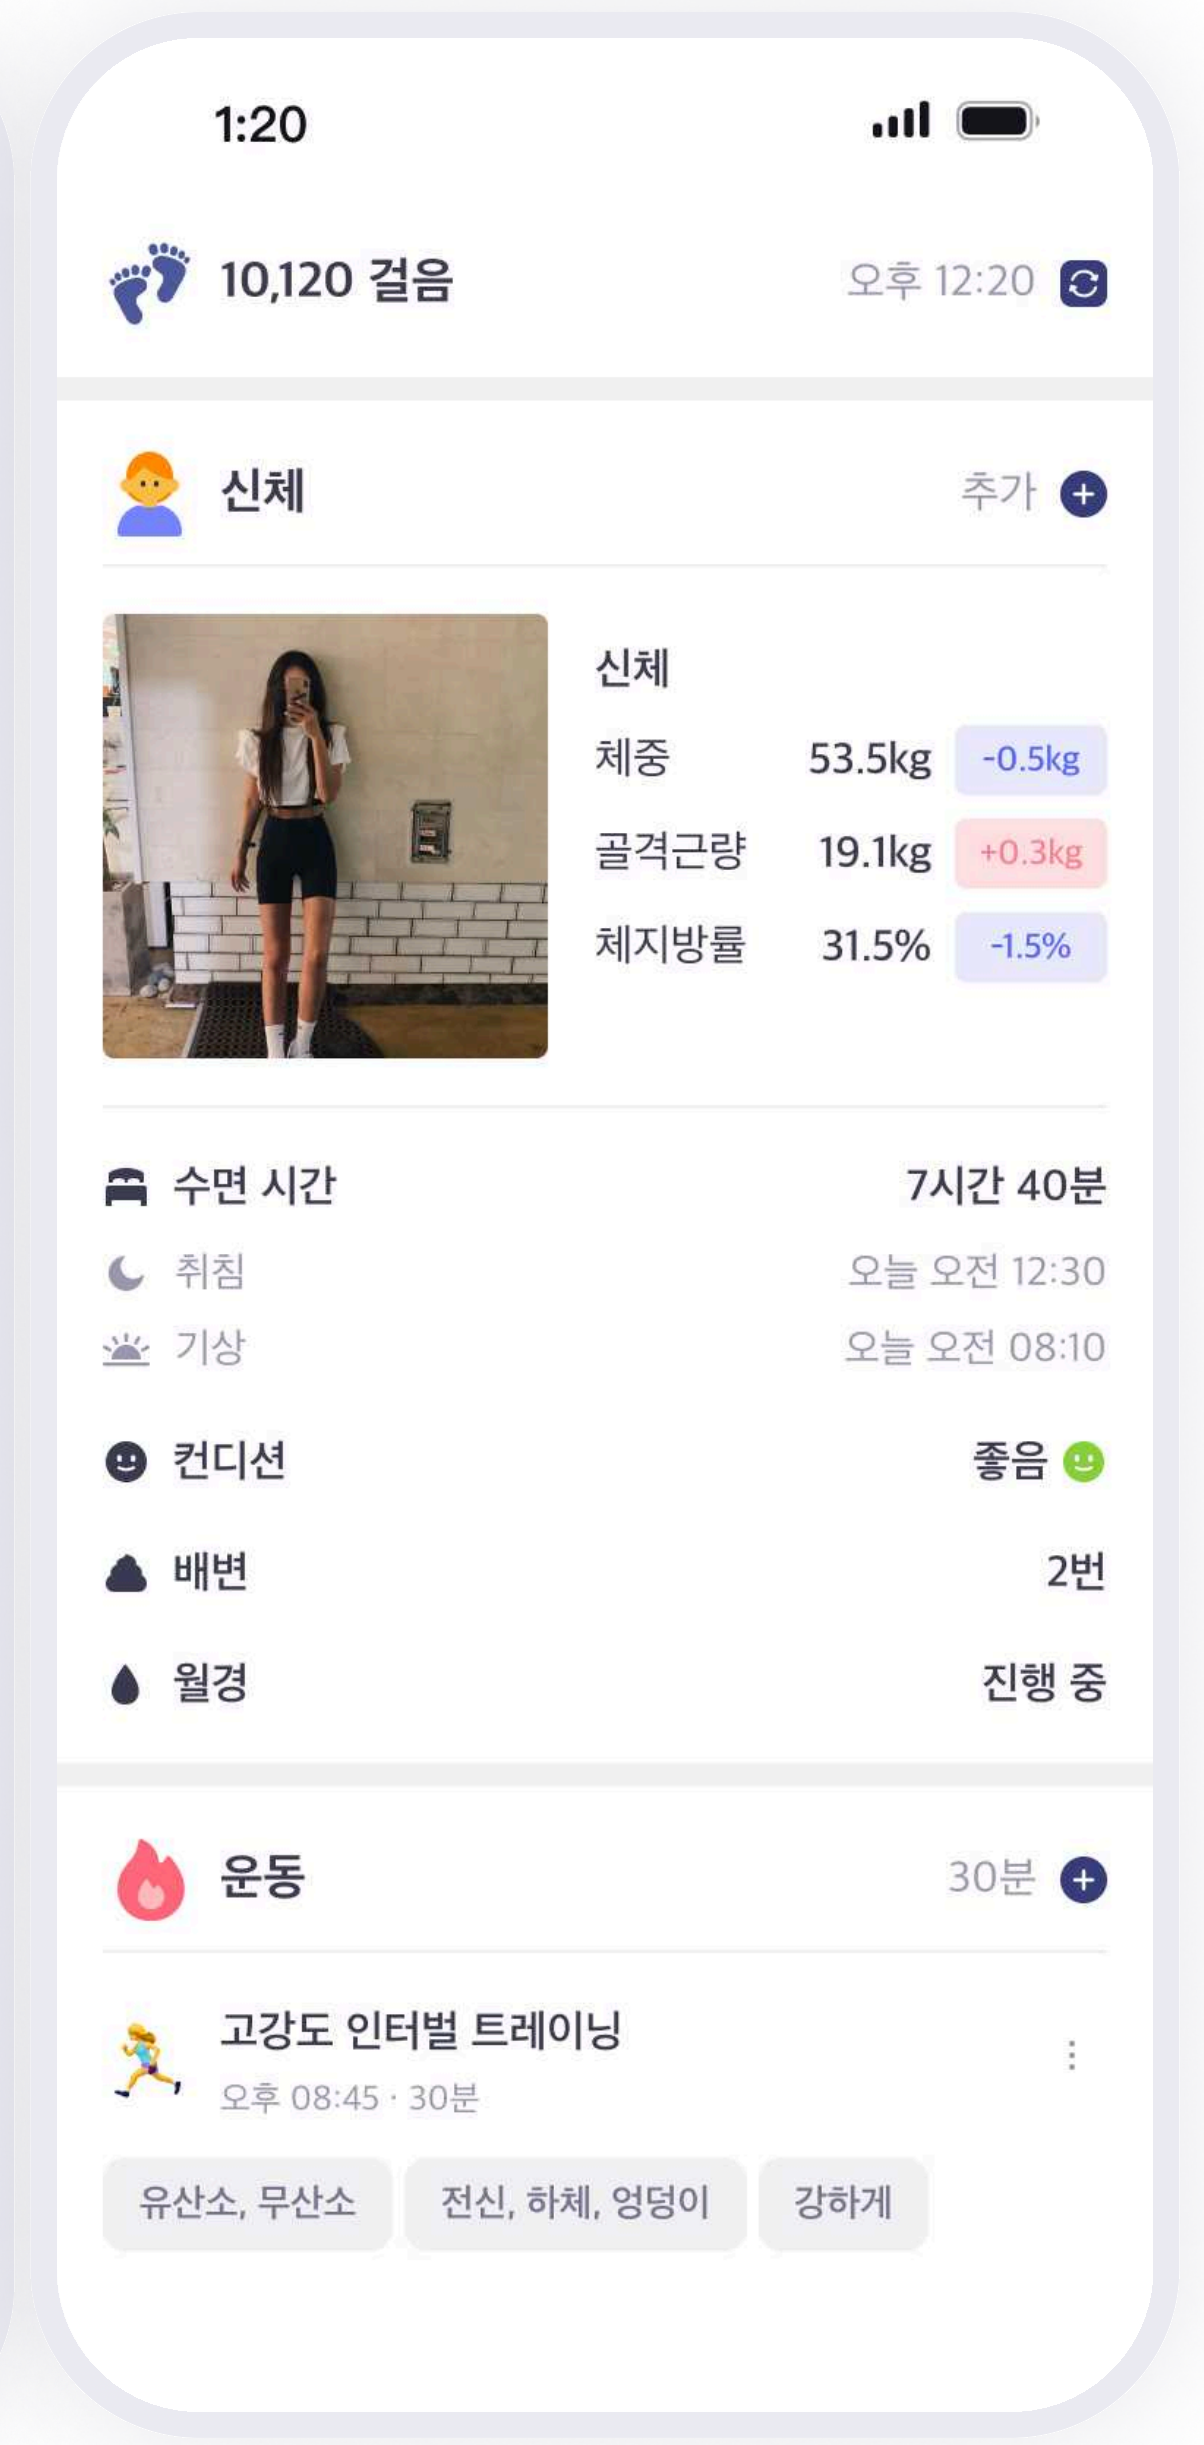 1:20
10,120 걸음
오후 12:20
신체
추가
신체
체중 53.5kg -0.5kg
골격근량 19.1kg +0.3kg
체지방률 31.5% -1.5%
수면 시간 7시간 40분
취침 오늘 오전 12:30
기상 오늘 오전 08:10
컨디션 좋음
배변 2번
월경 진행 중
운동 30분
고강도 인터벌 트레이닝
오후 08:45 · 30분
유산소, 무산소 전신, 하체, 엉덩이 강하게